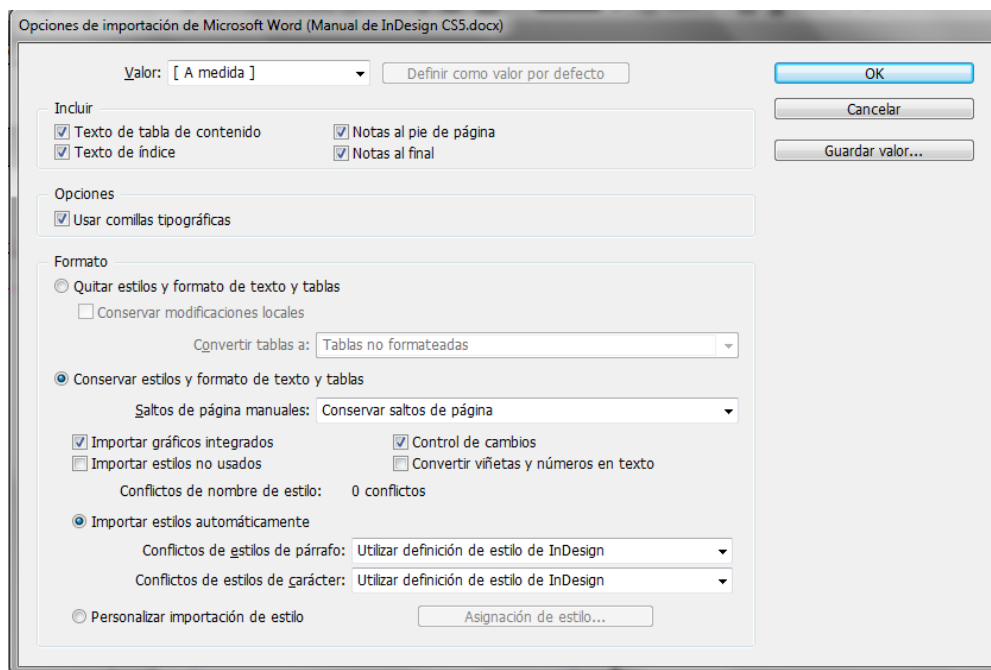 Opciones de importación de Microsoft Word (Manual de InDesign CS5.docx)
Valor: [ A medida ] Definir como valor por defecto
OK
Cancelar
Guardar valor...
Incluir
Texto de tabla de contenido Notas al pie de página
Texto de índice Notas al final
Opciones
Usar comillas tipográficas
Formato
Quitar estilos y formato de texto y tablas
Conservar modificaciones locales
Convertir tablas a: Tablas no formateadas
Conservar estilos y formato de texto y tablas
Saltos de página manuales: Conservar saltos de página
Importar gráficos integrados Control de cambios
Importar estilos no usados Convertir viñetas y números en texto
Conflictos de nombre de estilo: 0 conflictos
Importar estilos automáticamente
Conflictos de estilos de párrafo: Utilizar definición de estilo de InDesign
Conflictos de estilos de carácter: Utilizar definición de estilo de InDesign
Personalizar importación de estilo Asignación de estilo...